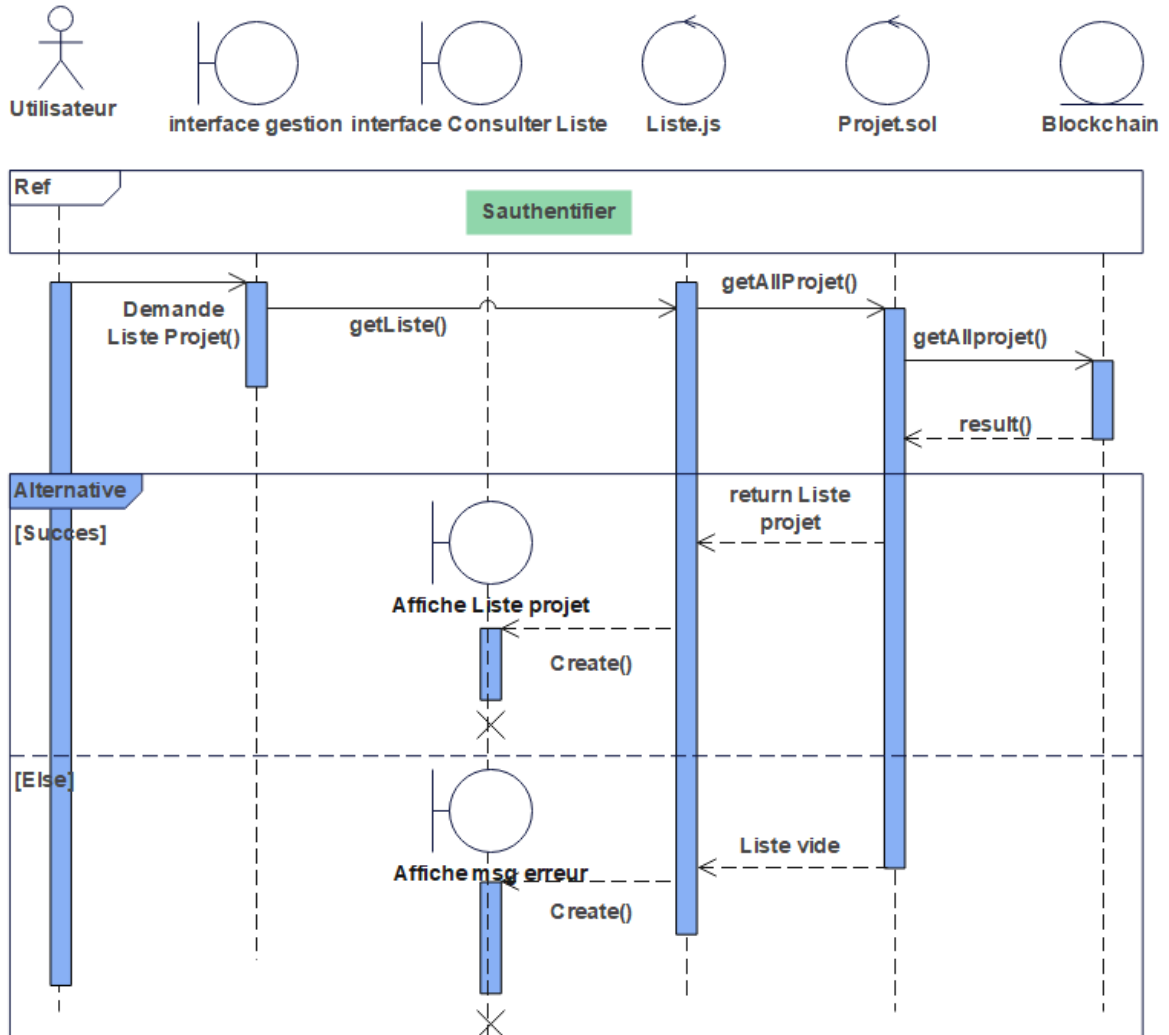 Utilisateur
interface gestion
interface Consulter Liste
Liste.js
Projet.sol
Blockchain
Ref
Sauthentifier
Demande
Liste Projet()
getListe()
getAllProjet()
getAllprojet()
result()
Alternative
[Succes]
return Liste
projet
Affiche Liste projet
Create()
[Else]
Liste vide
Affiche msg erreur
Create()